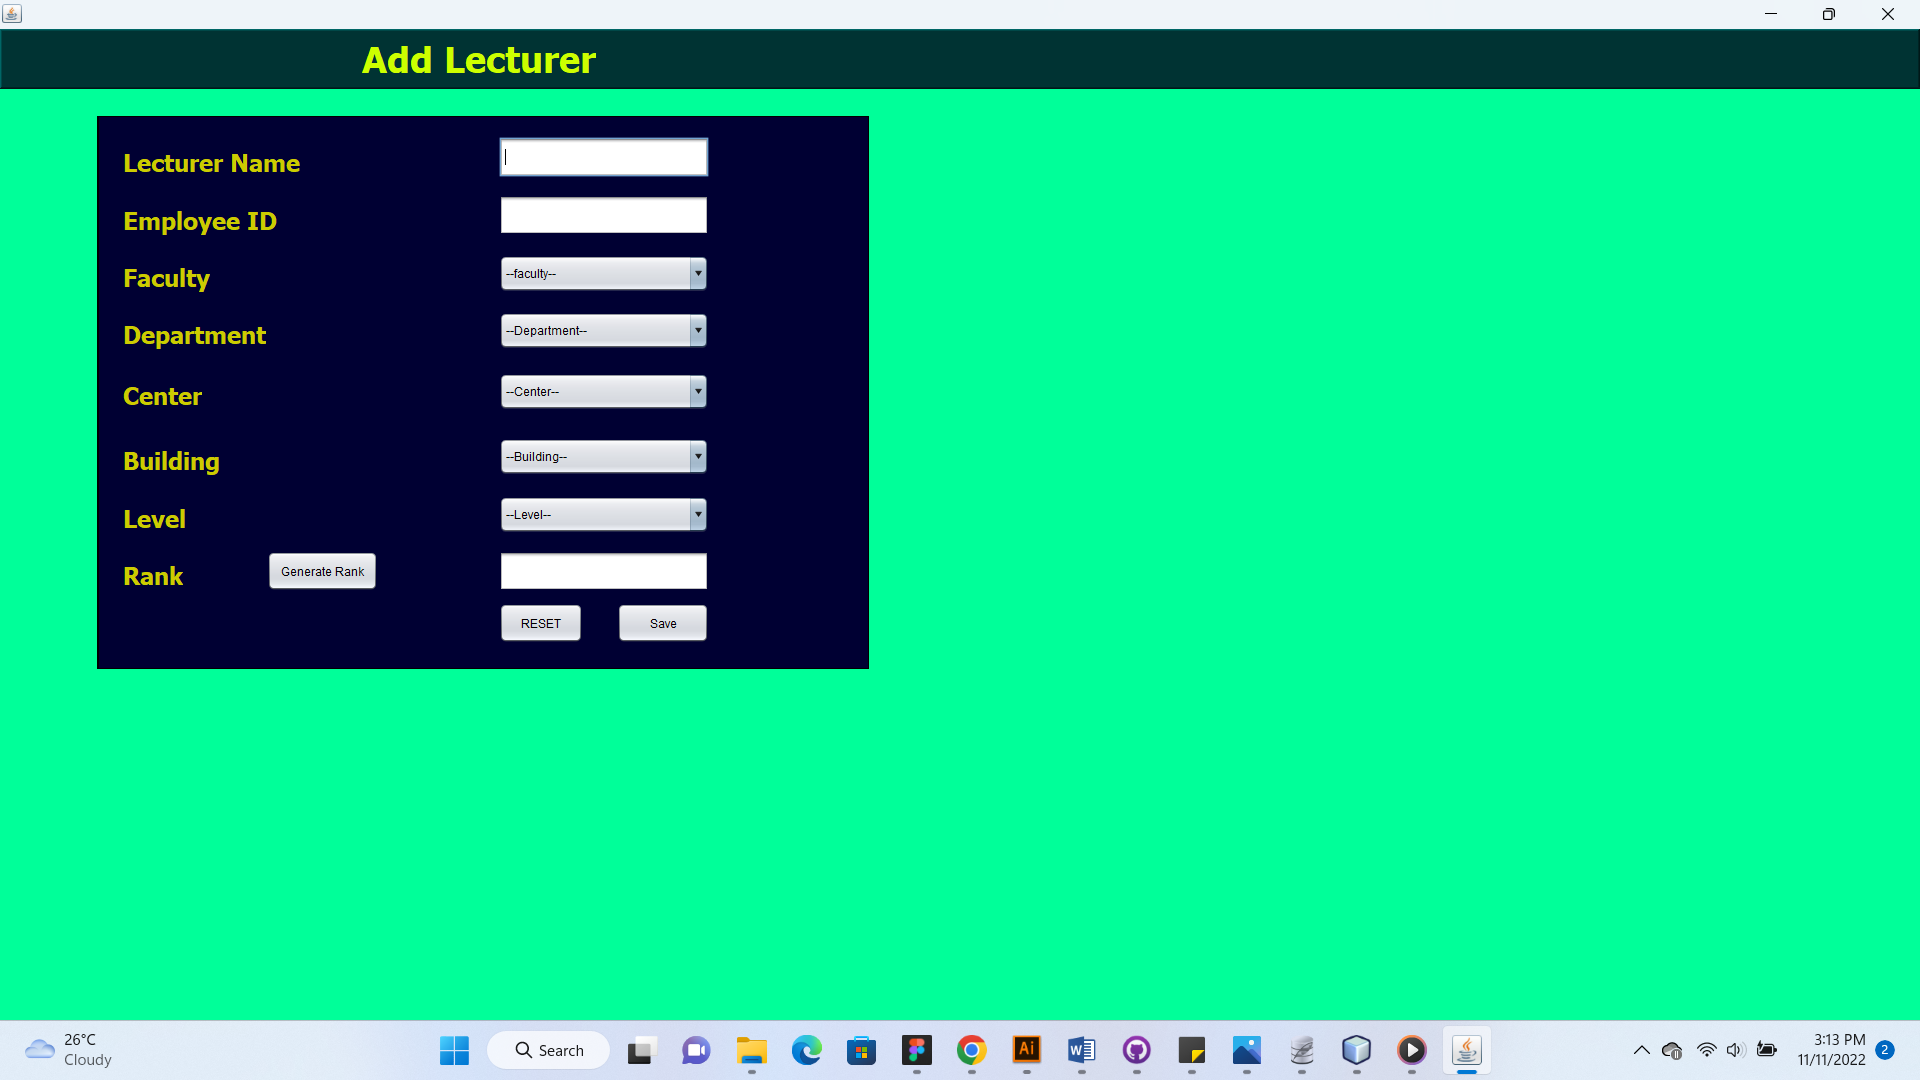 Add Lecturer
Lecturer Name
Employee ID
Faculty --faculty--
Department --Department--
Center --Center--
Building --Building--
Level --Level--
Rank Generate Rank
RESET Save
26°C
Cloudy
Search
Ai
W
3:13 PM
11/11/2022
2